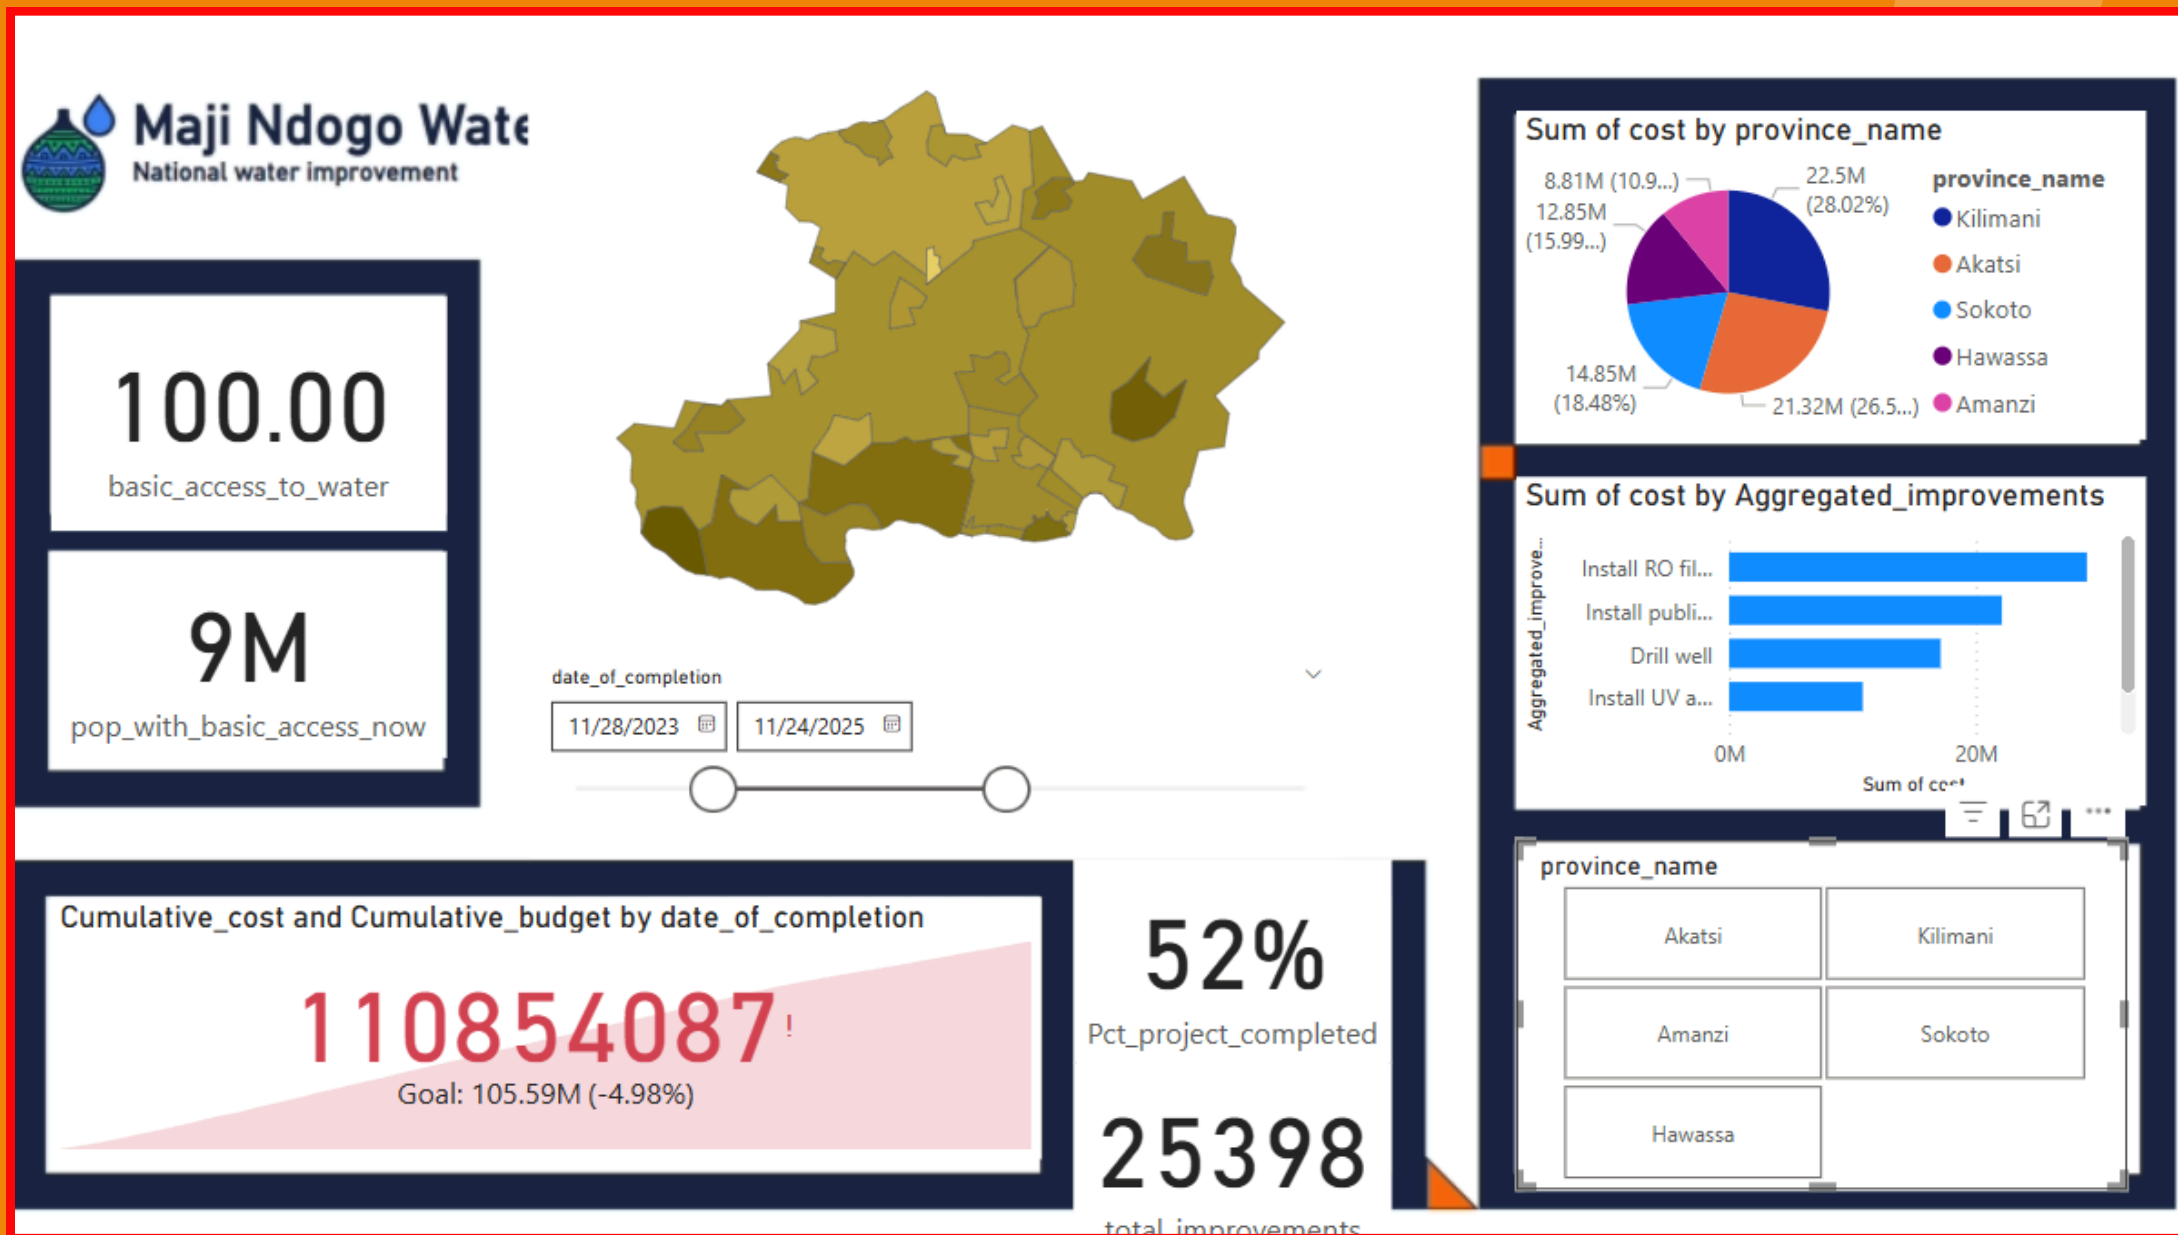 Maji Ndogo Wate
National water improvement
100.00
basic_access_to_water
9M
pop_with_basic_access_now
date_of_completion
11/28/2023
11/24/2025
Cumulative_cost and Cumulative_budget by date_of_completion
110854087!
Goal: 105.59M (-4.98%)
52%
Pct_project_completed
25398
total_improvements
Sum of cost by province_name
8.81M (10.9...)
12.85M
(15.99...)
14.85M
(18.48%)
22.5M
(28.02%)
21.32M (26.5...)
province_name
Kilimani
Akatsi
Sokoto
Hawassa
Amanzi
Sum of cost by Aggregated_improvements
Aggregated_improve...
Install RO fil...
Install publi...
Drill well
Install UV a...
0M
20M
Sum of cost
province_name
Akatsi
Kilimani
Amanzi
Sokoto
Hawassa